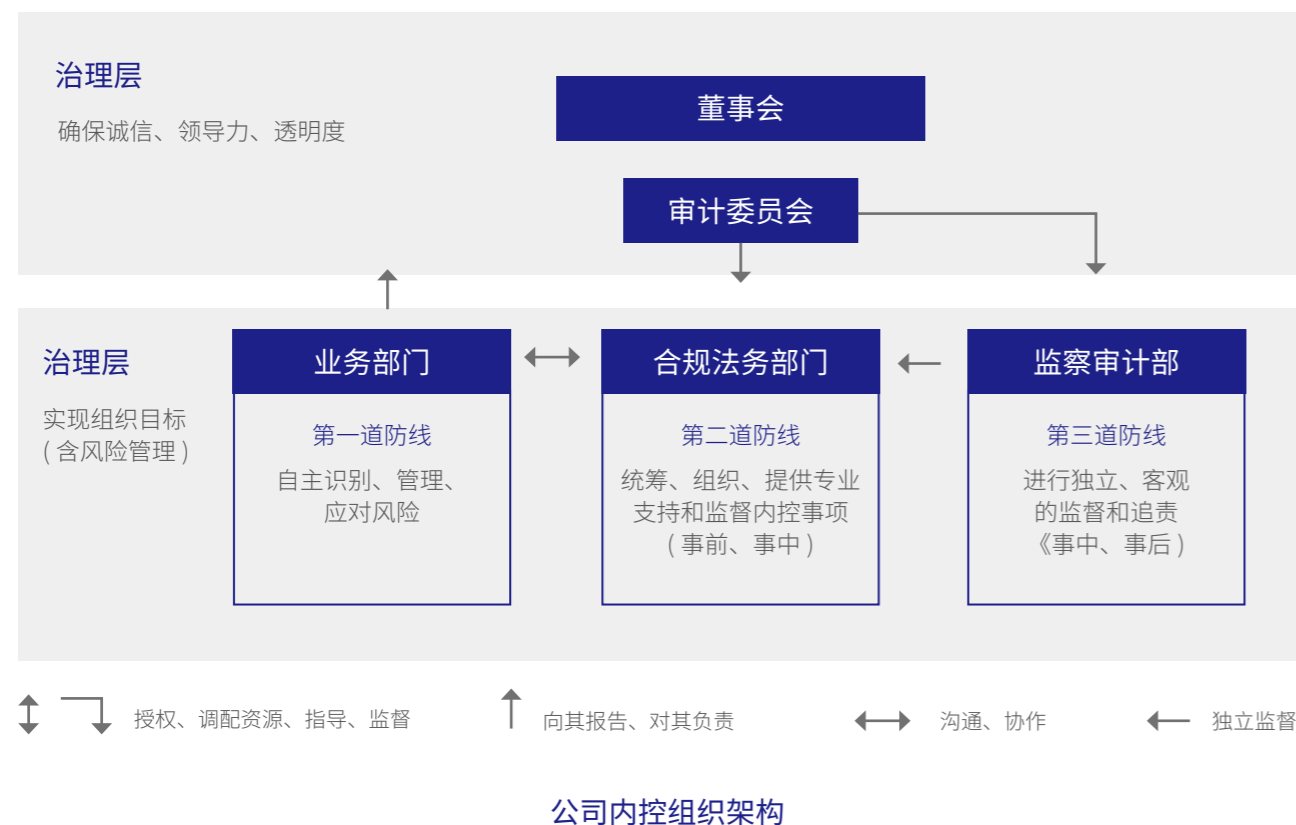 治理层
确保诚信、领导力、透明度
董事会
审计委员会
治理层
实现组织目标
(含风险管理)
业务部门
第一道防线
自主识别、管理、
应对风险
合规法务部门
第二道防线
统筹、组织、提供专业
支持和监督内控事项
(事前、事中)
监察审计部
第三道防线
进行独立、客观
的监督和追责
《事中、事后)
授权、调配资源、指导、监督
向其报告、对其负责
沟通、协作
独立监督
公司内控组织架构